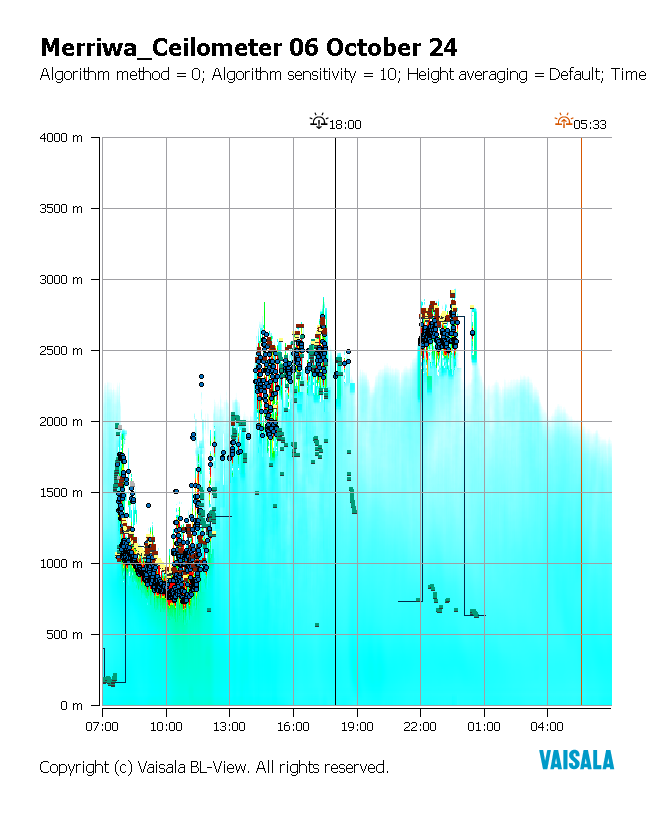 Merriwa_Ceilometer 06 October 24
Algorithm method = 0; Algorithm sensitivity = 10; Height averaging = Default; Time
18:00
05:33
4000 m
3500 m
3000 m
2500 m
2000 m
1500 m
1000 m
500 m
0 m
07:00 10:00 13:00 16:00 19:00 22:00 01:00 04:00
Copyright (c) Vaisala BL-View. All rights reserved.
VAISALA